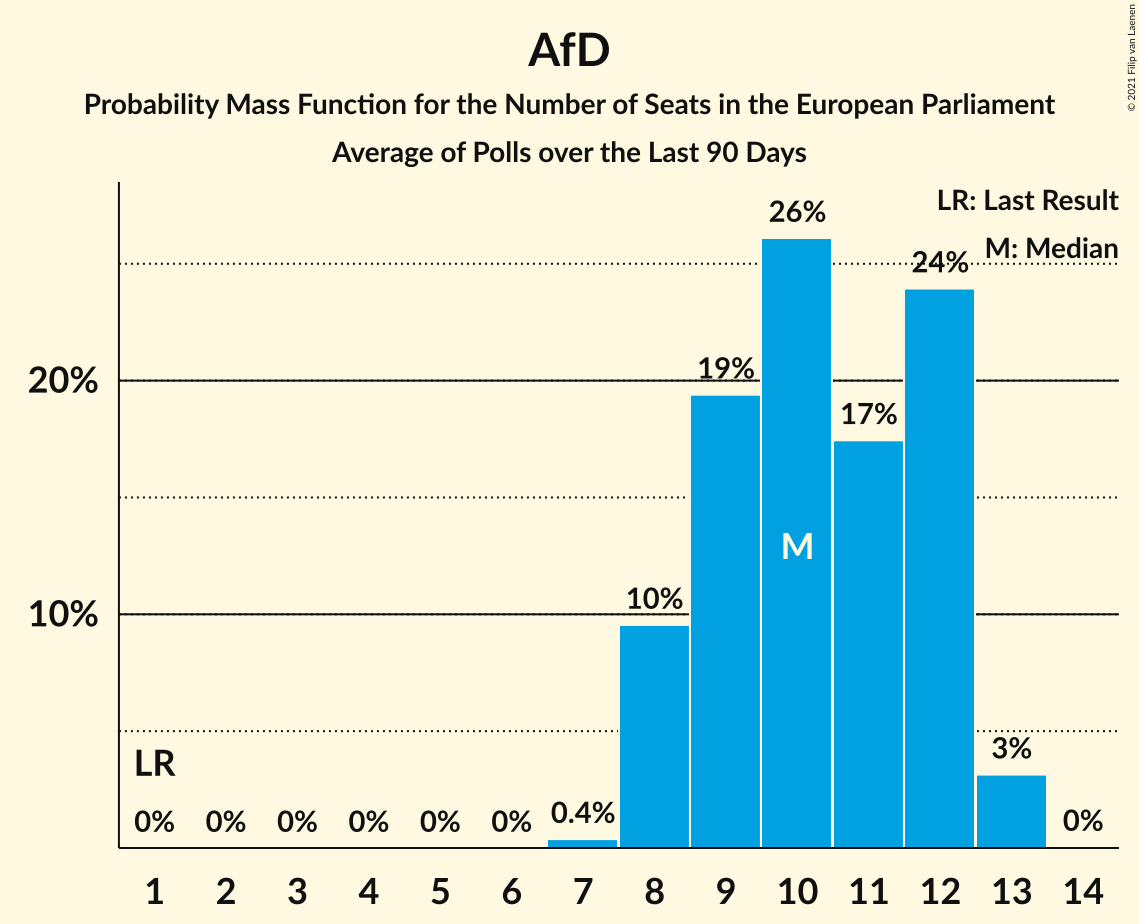 AfD
Probability Mass Function for the Number of Seats in the European Parliament
Average of Polls over the Last 90 Days
© 2021 Filip van Laenen
LR: Last Result
M: Median
20%
10%
LR
0%
0%
0%
0%
0%
0%
0.4%
10%
19%
26%
17%
24%
3%
0%
M
1 2 3 4 5 6 7 8 9 10 11 12 13 14